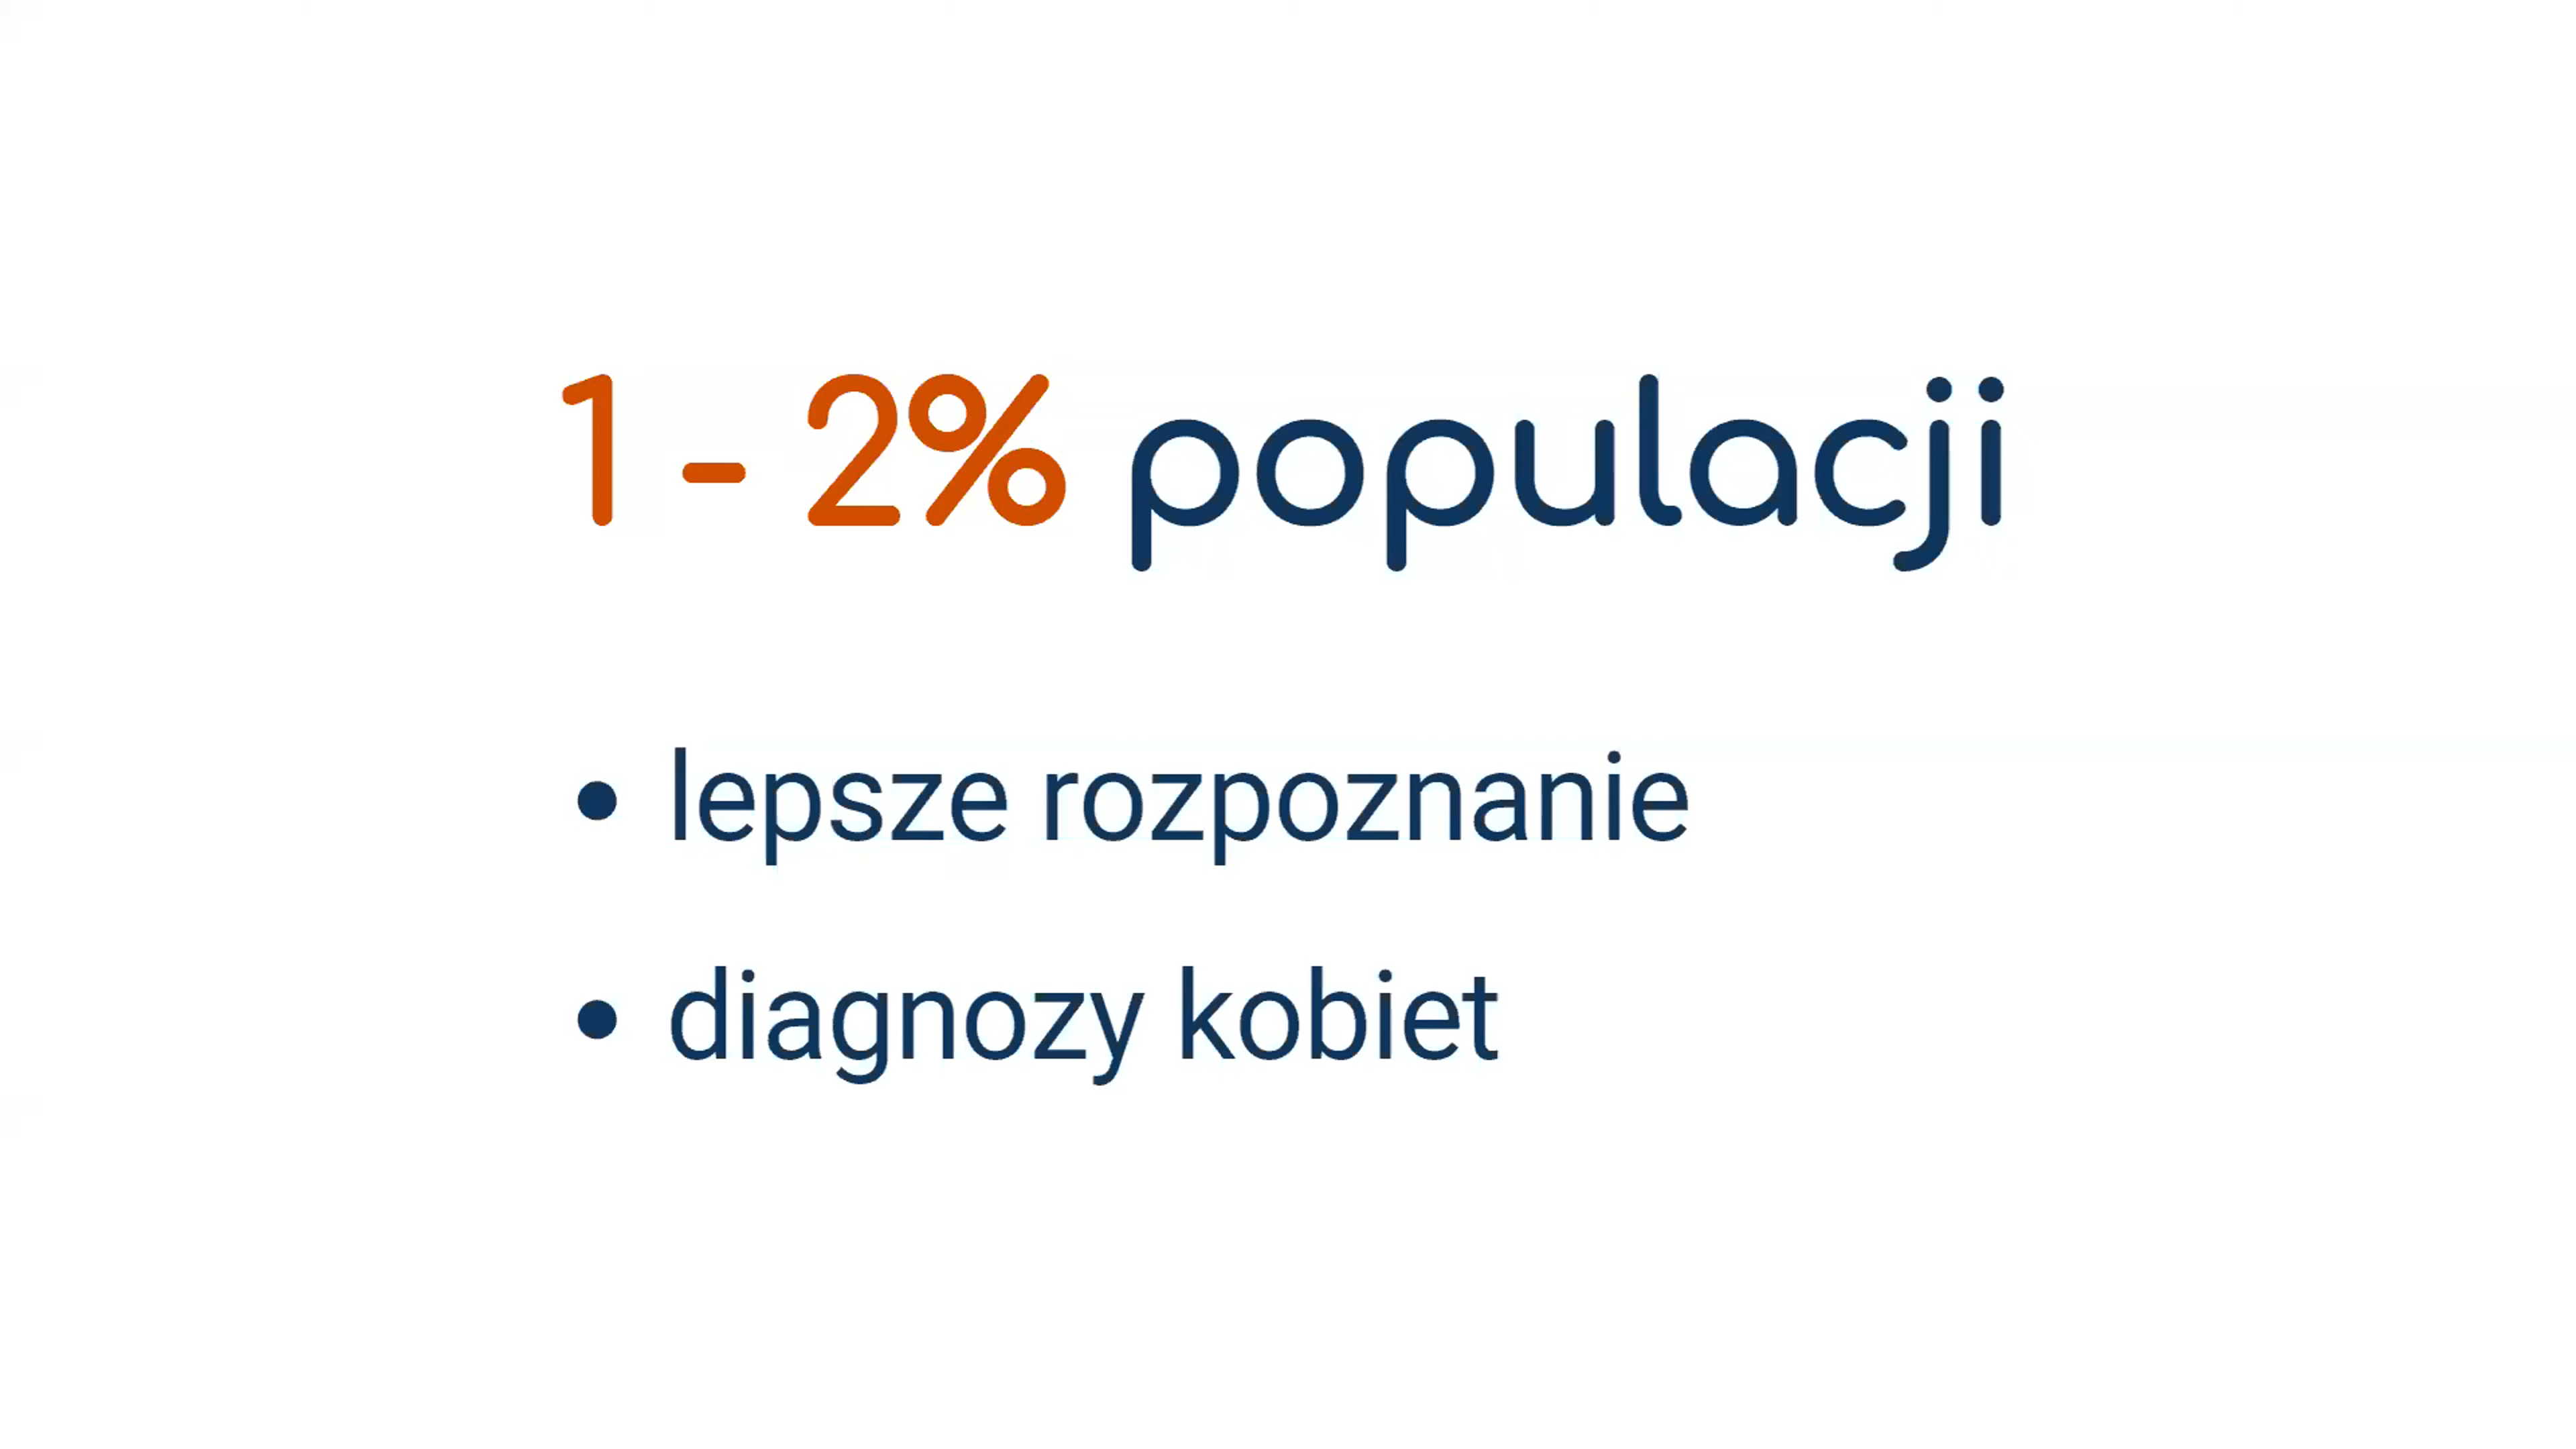 1 - 2% populacji
• lepsze rozpoznanie
• diagnozy kobiet